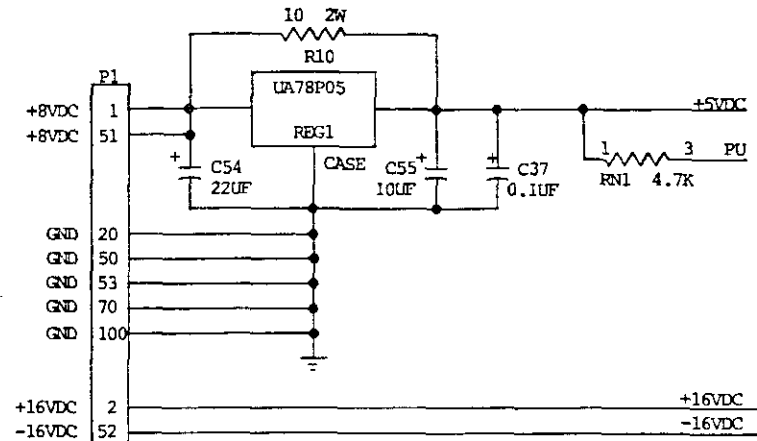 10 2W
R10
P1
UA78P05
+8VDC 1
+5VDC
+8VDC 51
REG1
1 3 PU
CASE
+ C54
22UF
C55 +
10UF
+ C37
0.1UF
RN1 4.7K
GND 20
GND 50
GND 53
GND 70
GND 100
+16VDC 2
+16VDC
-16VDC 52
-16VDC